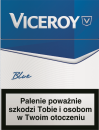 VICEROY
Blue
Palenie poważnie
szkodzi Tobie i osobom
w Twoim otoczeniu